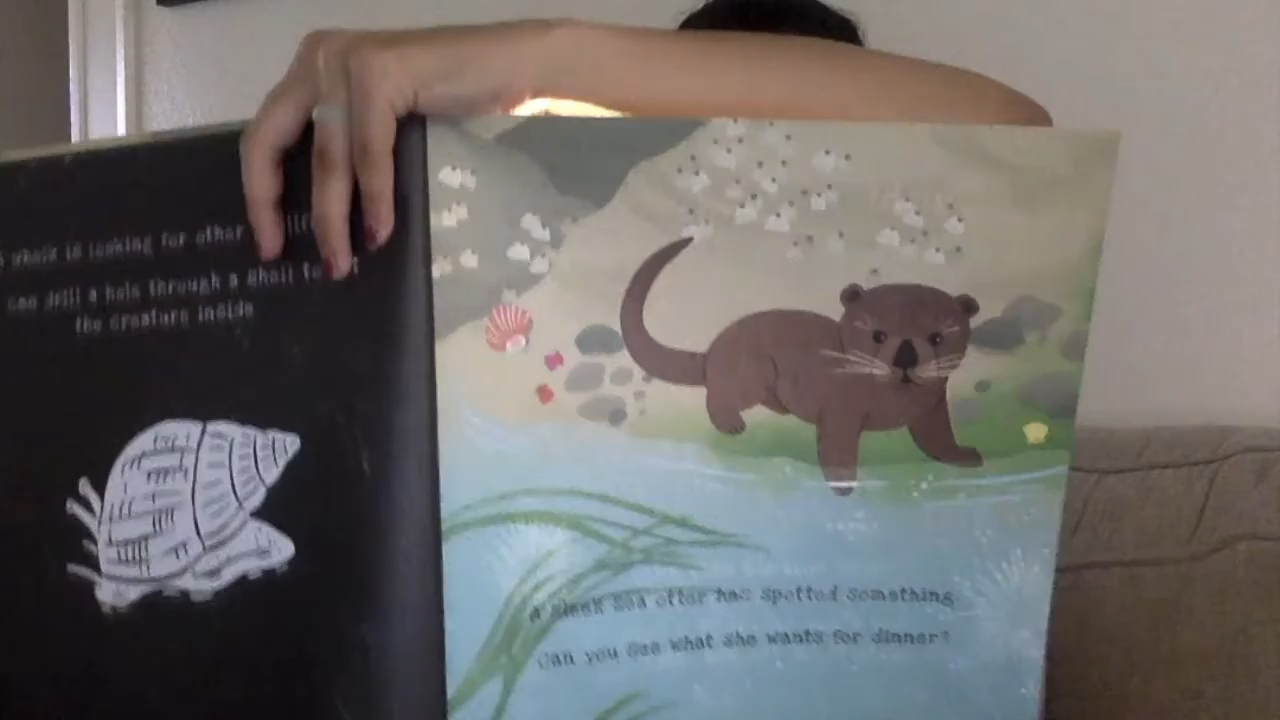 whelk is looking for other
can drill a hole through a shell to
the creature inside
A sleek sea otter has spotted something
Can you see what she wants for dinner?